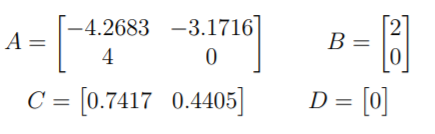 A = [−4.2683 −3.1716 4 0] B = [2 0]
C = [0.7417 0.4405] D = [0]